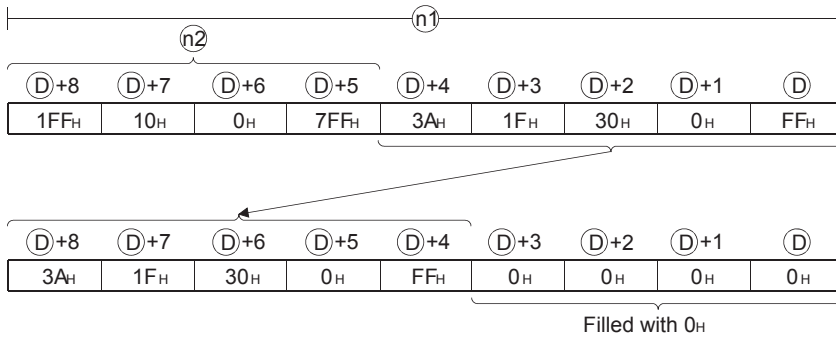 n1
n2
D+8 D+7 D+6 D+5 D+4 D+3 D+2 D+1 D
1FFH 10H 0H 7FFH 3AH 1FH 30H 0H FFH
D+8 D+7 D+6 D+5 D+4 D+3 D+2 D+1 D
3AH 1FH 30H 0H FFH 0H 0H 0H 0H
Filled with 0H